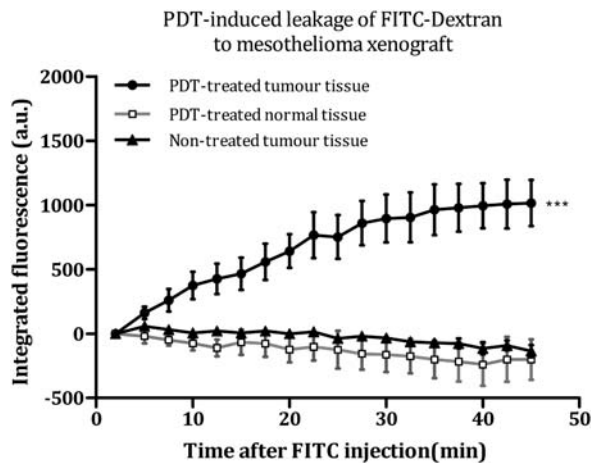 PDT-induced leakage of FITC-Dextran
to mesothelioma xenograft
PDT-treated tumour tissue
PDT-treated normal tissue
Non-treated tumour tissue
Integrated fluorescence (a.u.)
2000
1500
1000
500
0
-500
***
0
10
20
30
40
50
Time after FITC injection(min)